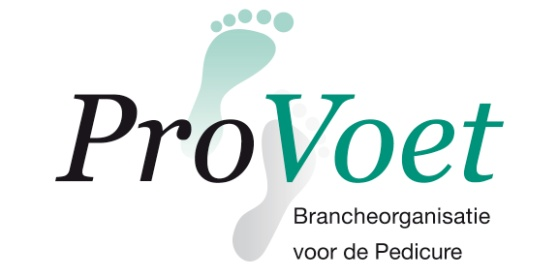 ProVoet
Brancheorganisatie
voor de Pedicure